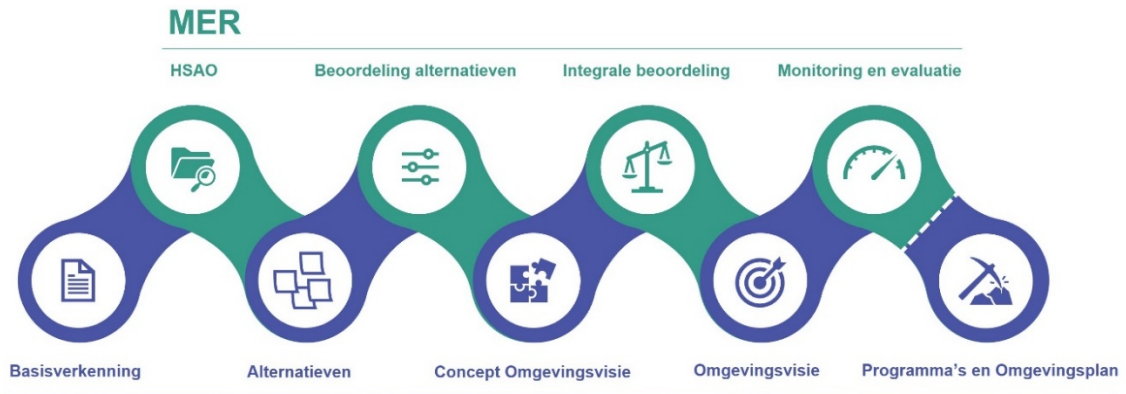 MER
HSAO
Beoordeling alternatieven
Integrale beoordeling
Monitoring en evaluatie
Basisverkenning
Alternatieven
Concept Omgevingsvisie
Omgevingsvisie
Programma's en Omgevingsplan